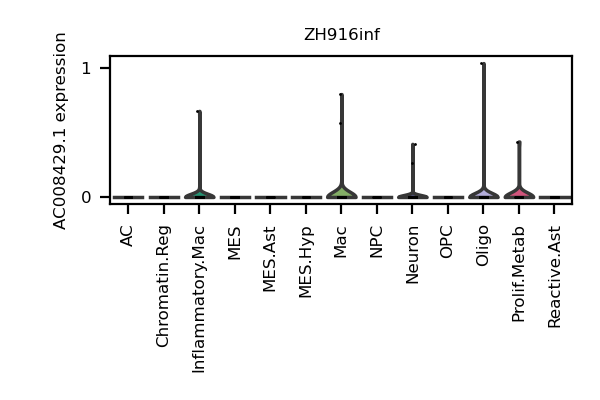 ZH916inf
AC008429.1 expression
1
0
AC
Chromatin.Reg
Inflammatory.Mac
MES
MES.Ast
MES.Hyp
Mac
NPC
Neuron
OPC
Oligo
Prolif.Metab
Reactive.Ast